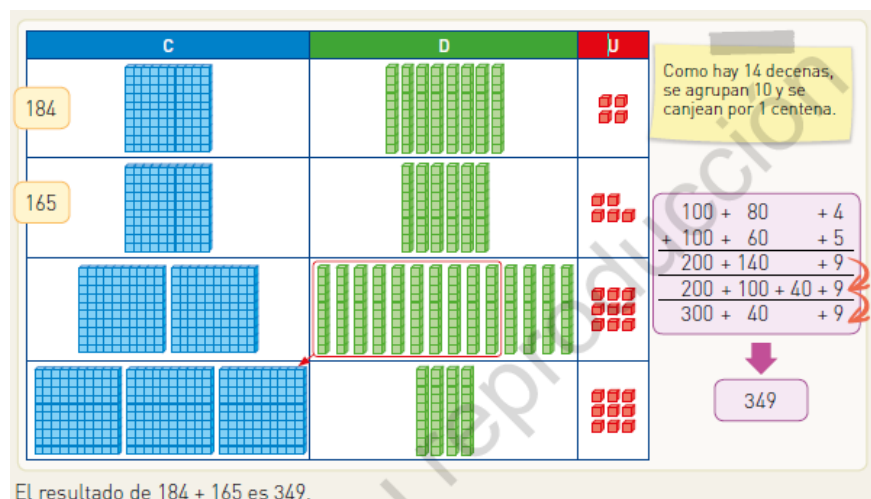 C D U
184
165
Como hay 14 decenas,
se agrupan 10 y se
canjean por 1 centena.
100 + 80 + 4
+ 100 + 60 + 5
200 + 140 + 9
200 + 100 + 40 + 9
300 + 40 + 9
349
El resultado de 184 + 165 es 349.
reproducción